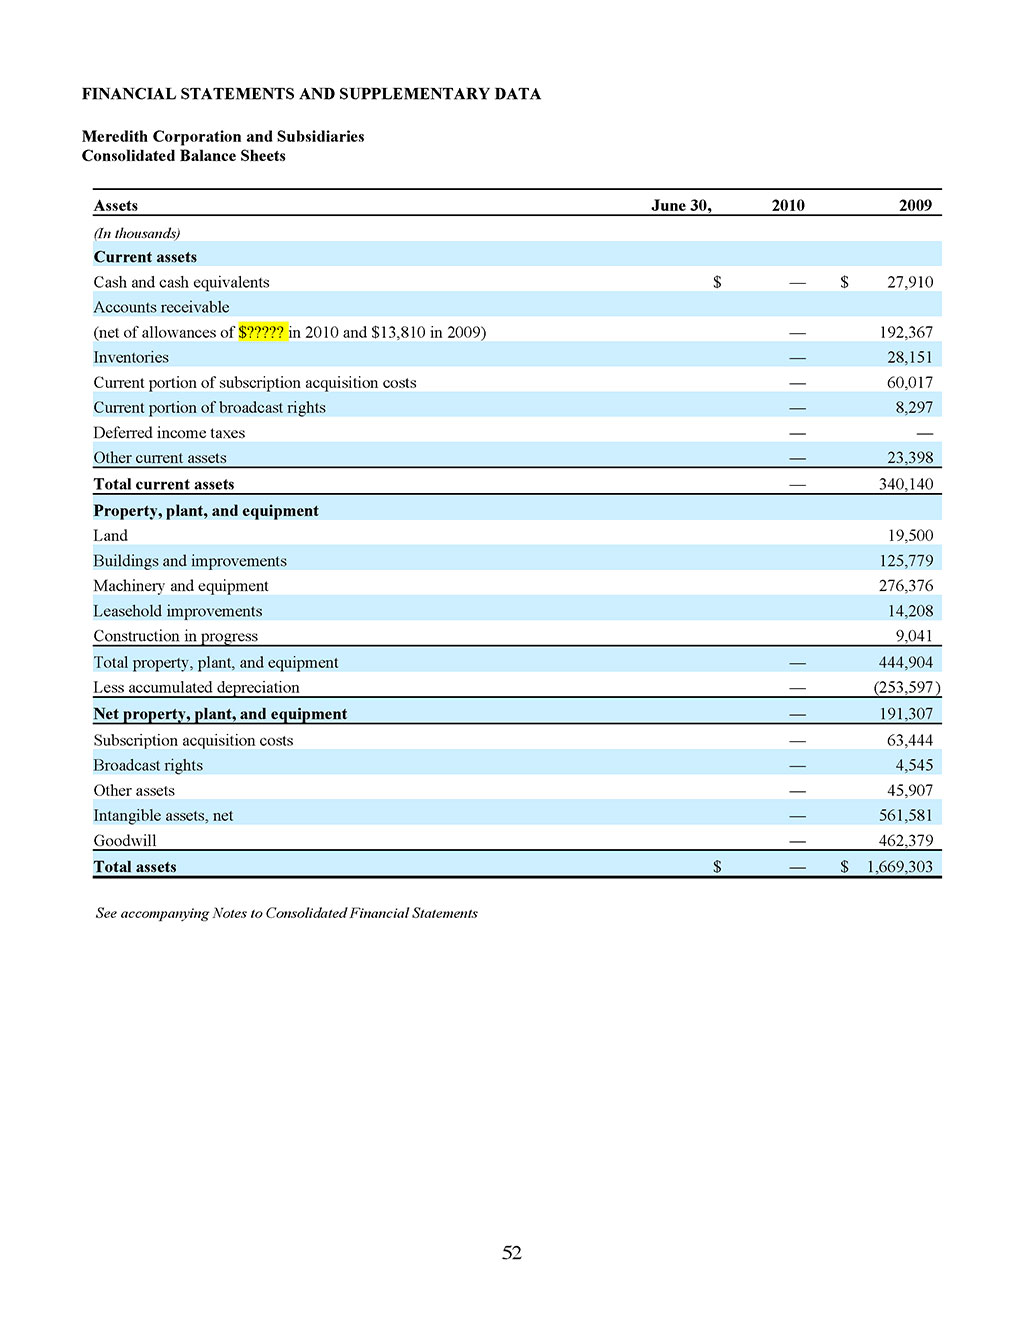 FINANCIAL STATEMENTS AND SUPPLEMENTARY DATA
Meredith Corporation and Subsidiaries
Consolidated Balance Sheets
Assets June 30, 2010 2009
(In thousands)
Current assets
Cash and cash equivalents $ — $ 27,910
Accounts receivable
(net of allowances of $????? in 2010 and $13,810 in 2009) — 192,367
Inventories — 28,151
Current portion of subscription acquisition costs — 60,017
Current portion of broadcast rights — 8,297
Deferred income taxes — —
Other current assets — 23,398
Total current assets — 340,140
Property, plant, and equipment
Land 19,500
Buildings and improvements 125,779
Machinery and equipment 276,376
Leasehold improvements 14,208
Construction in progress 9,041
Total property, plant, and equipment — 444,904
Less accumulated depreciation — (253,597)
Net property, plant, and equipment — 191,307
Subscription acquisition costs — 63,444
Broadcast rights — 4,545
Other assets — 45,907
Intangible assets, net — 561,581
Goodwill — 462,379
Total assets $ — $ 1,669,303
See accompanying Notes to Consolidated Financial Statements
52